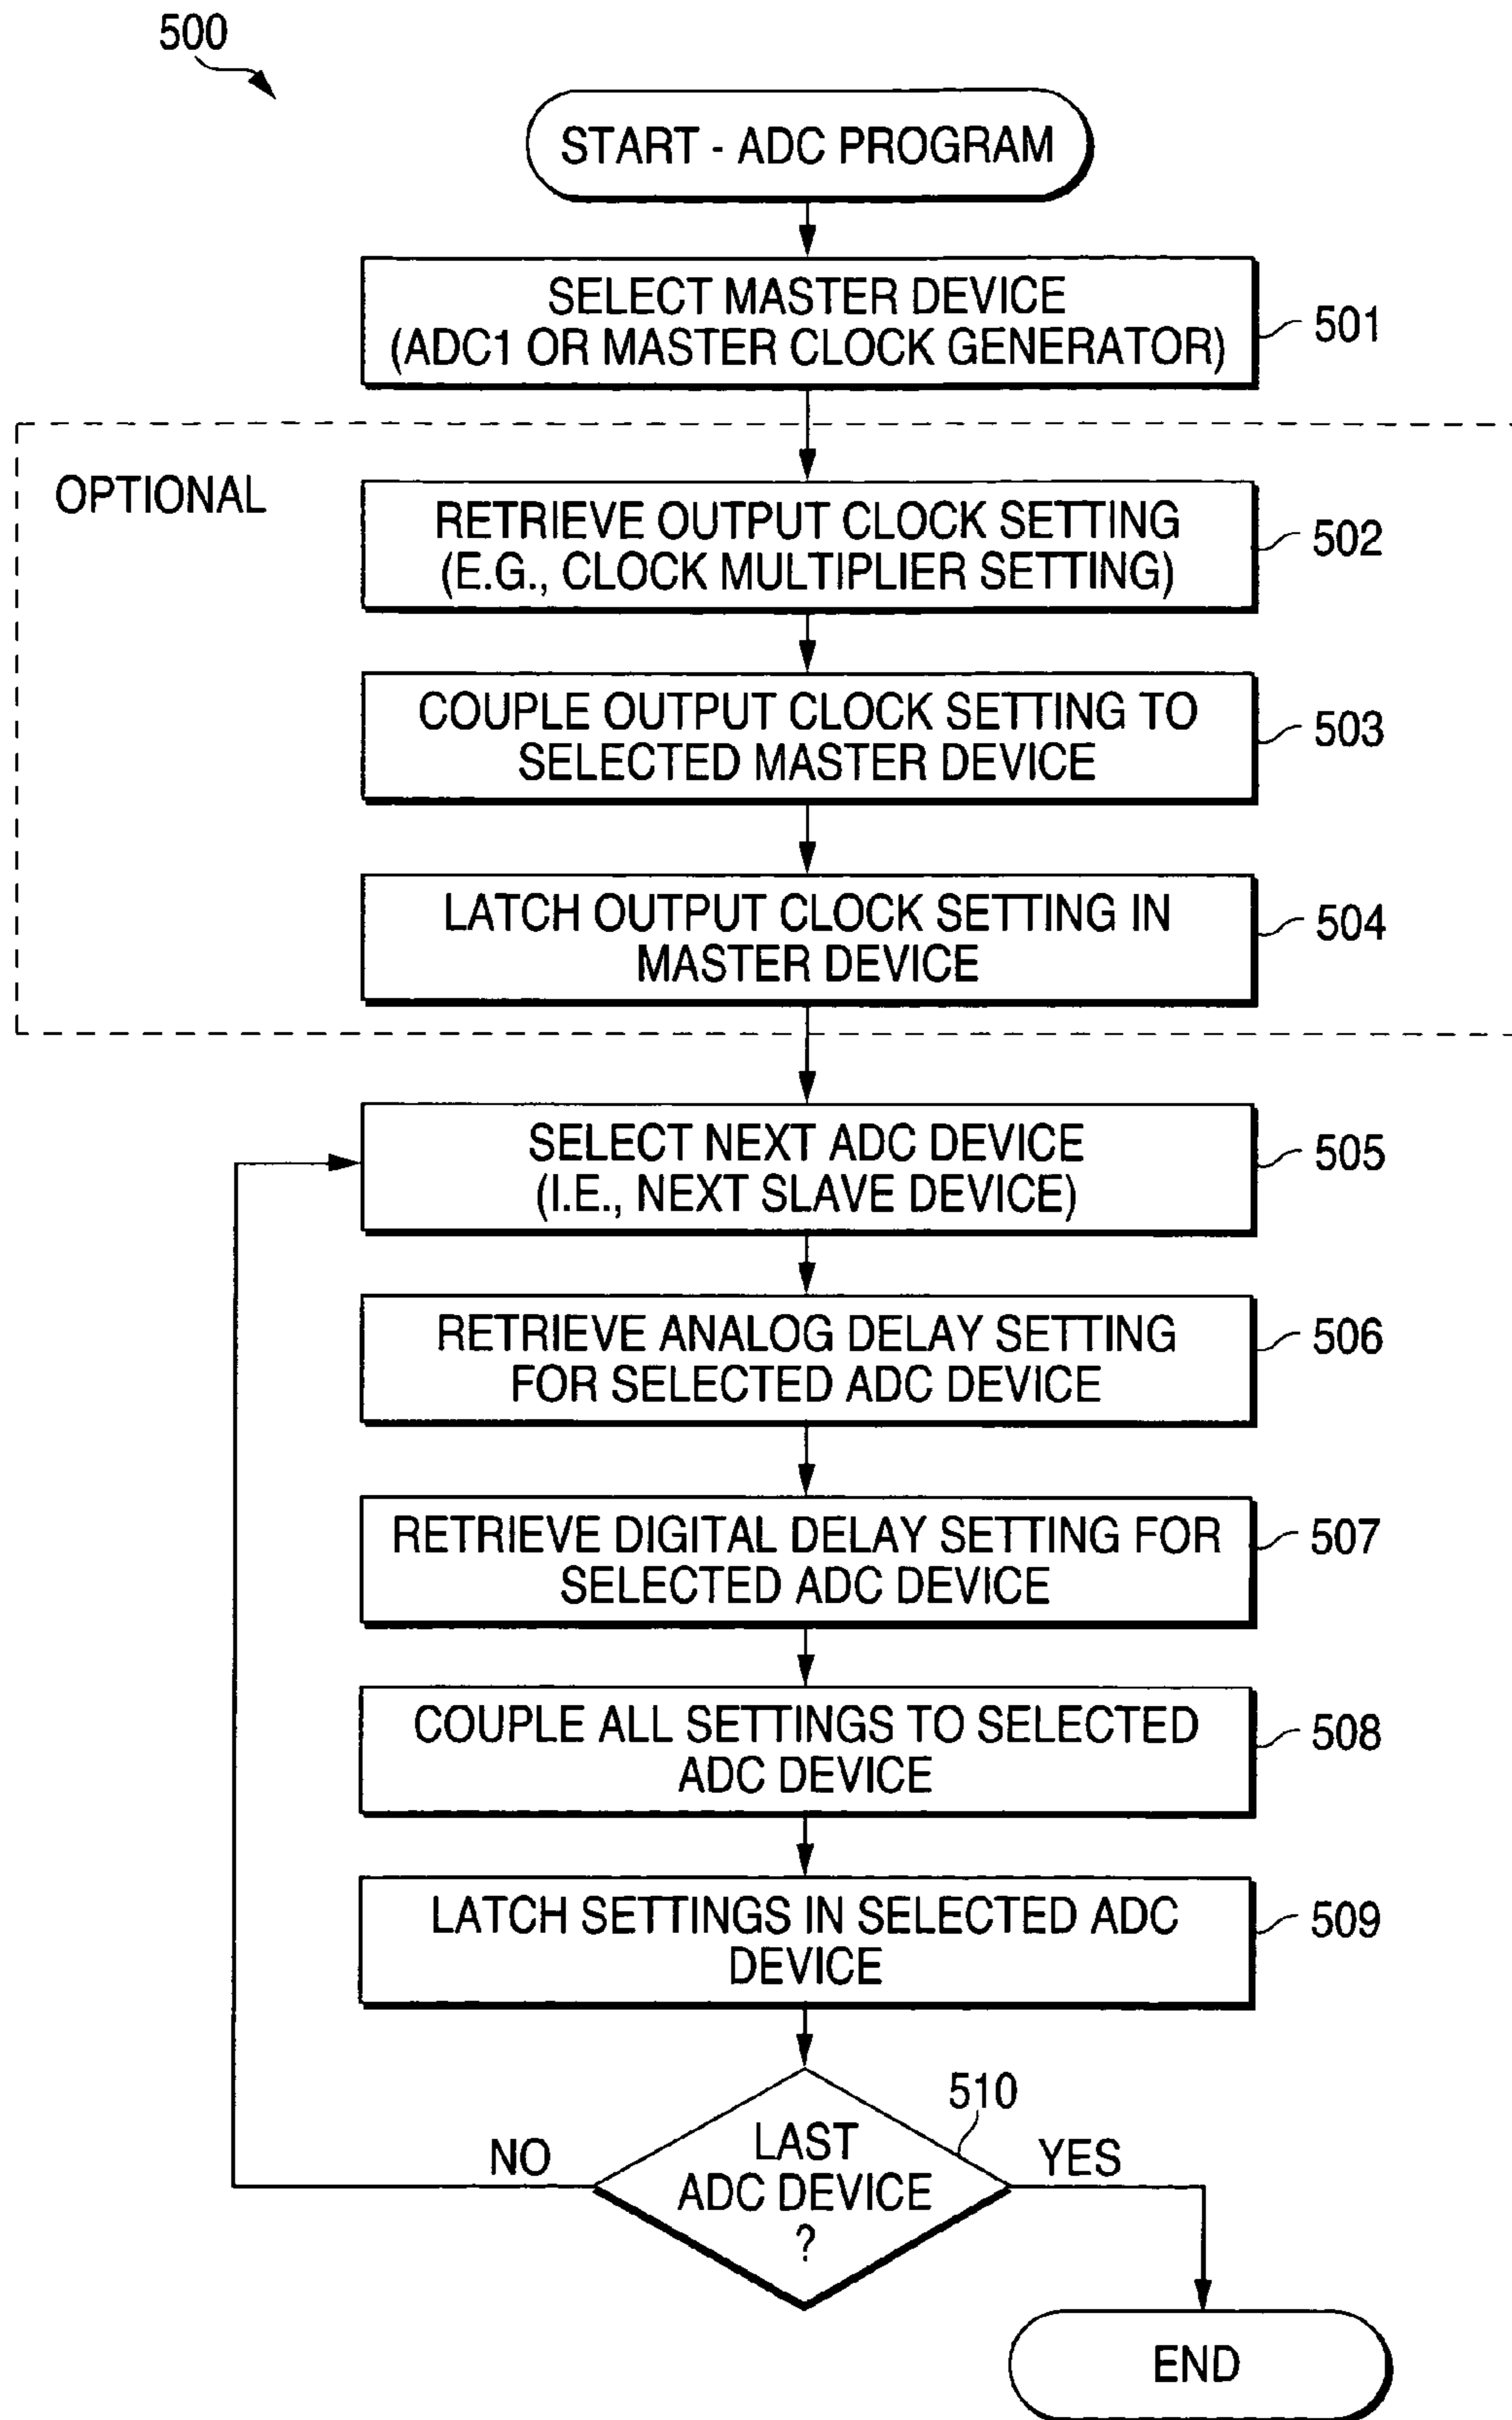 500
START - ADC PROGRAM
SELECT MASTER DEVICE
(ADC1 OR MASTER CLOCK GENERATOR)
501
OPTIONAL
RETRIEVE OUTPUT CLOCK SETTING
(E.G., CLOCK MULTIPLIER SETTING)
502
COUPLE OUTPUT CLOCK SETTING TO
SELECTED MASTER DEVICE
503
LATCH OUTPUT CLOCK SETTING IN
MASTER DEVICE
504
SELECT NEXT ADC DEVICE
(I.E., NEXT SLAVE DEVICE)
505
RETRIEVE ANALOG DELAY SETTING
FOR SELECTED ADC DEVICE
506
RETRIEVE DIGITAL DELAY SETTING FOR
SELECTED ADC DEVICE
507
COUPLE ALL SETTINGS TO SELECTED
ADC DEVICE
508
LATCH SETTINGS IN SELECTED ADC
DEVICE
509
510
NO
LAST
ADC DEVICE
?
YES
END